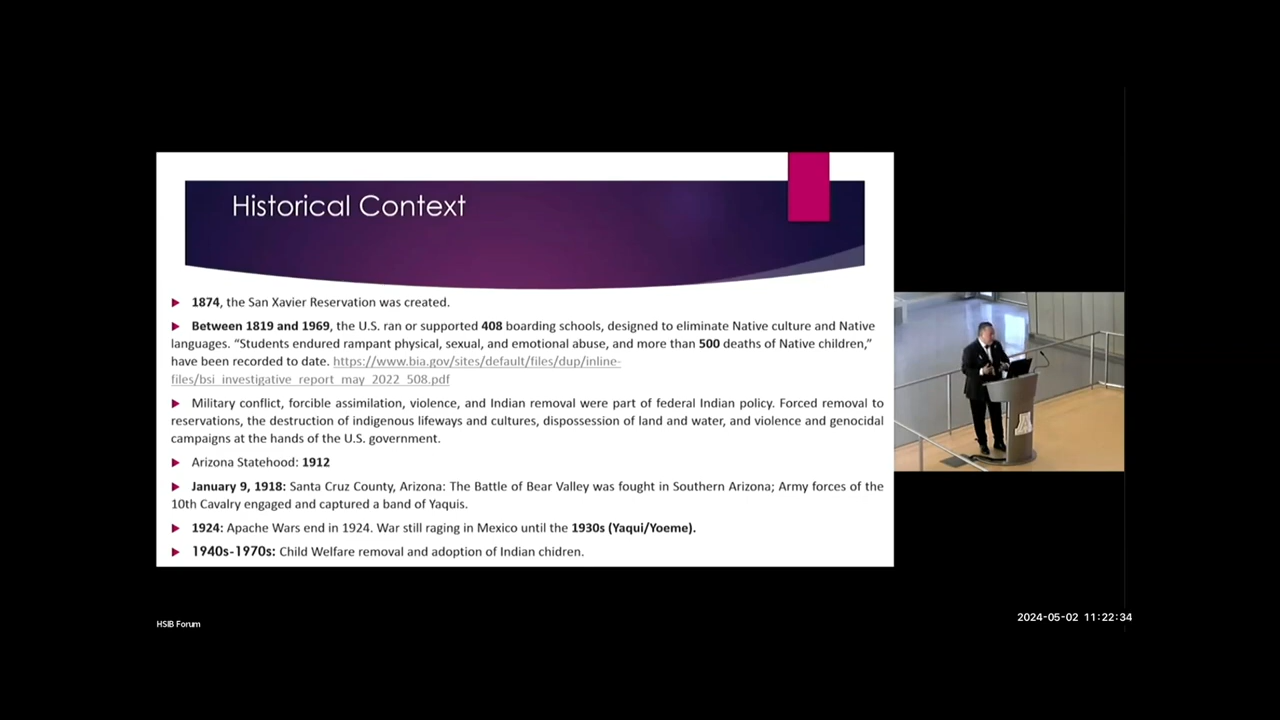 Historical Context
1874, the San Xavier Reservation was created.
Between 1819 and 1969, the U.S. ran or supported 408 boarding schools, designed to eliminate Native culture and Native
languages. “Students endured rampant physical, sexual, and emotional abuse, and more than 500 deaths of Native children,”
have been recorded to date. https://www.bia.gov/sites/default/files/dup/inline-
files/bsi_investigative_report_may_2022_508.pdf
Military conflict, forcible assimilation, violence, and Indian removal were part of federal Indian policy. Forced removal to
reservations, the destruction of indigenous lifeways and cultures, dispossession of land and water, and violence and genocidal
campaigns at the hands of the U.S. government.
Arizona Statehood: 1912
January 9, 1918: Santa Cruz County, Arizona: The Battle of Bear Valley was fought in Southern Arizona; Army forces of the
10th Cavalry engaged and captured a band of Yaquis.
1924: Apache Wars end in 1924. War still raging in Mexico until the 1930s (Yaqui/Yoeme).
1940s-1970s: Child Welfare removal and adoption of Indian chidren.
A
HSIB Forum
2024-05-02 11:22:34